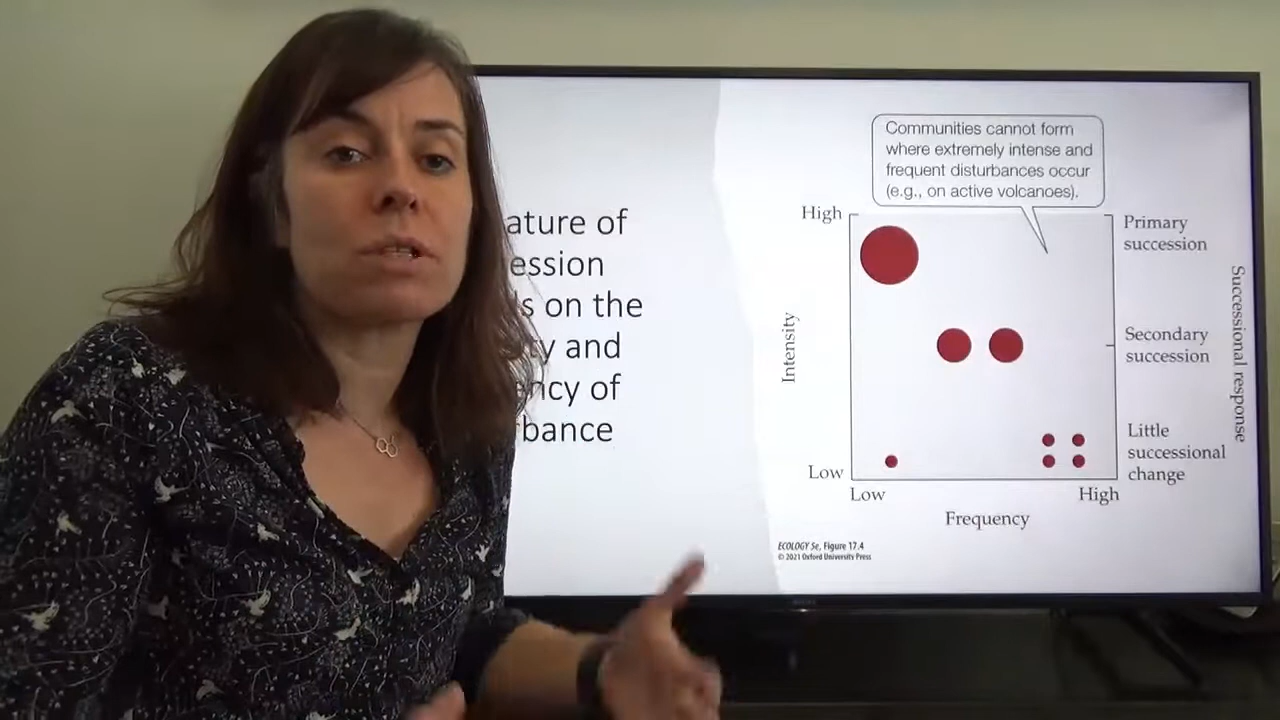 ature of
ession
s on the
y and
ncy of
bance
Communities cannot form
where extremely intense and
frequent disturbances occur
(e.g., on active volcanoes).
High
Intensity
Low
Low
High
Frequency
Primary
succession
Secondary
succession
Little
successional
change
Successional response
ECOLOGY 5e, Figure 17.4
© 2021 Oxford University Press